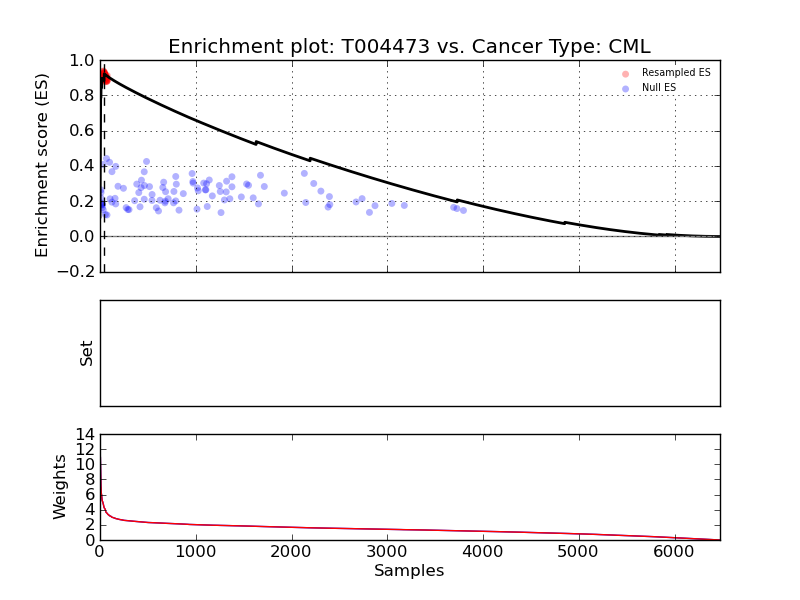 Enrichment plot: T004473 vs. Cancer Type: CML
Enrichment score (ES)
1.0
0.8
0.6
0.4
0.2
0.0
−0.2
Resampled ES
Null ES
Set
Weights
14
12
10
8
6
4
2
0
0 1000 2000 3000 4000 5000 6000
Samples